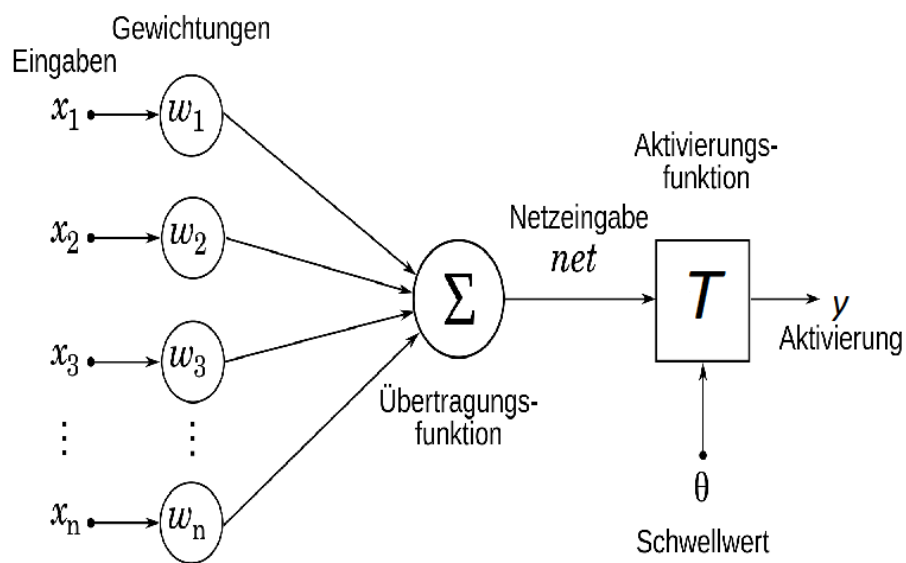 Gewichtungen
Eingaben
x₁
w₁
x₂
w₂
x₃
w₃
⋮
⋮
xₙ
wₙ
Σ
Übertragungs-
funktion
Netzeingabe
net
Aktivierungs-
funktion
T
y
Aktivierung
θ
Schwellwert